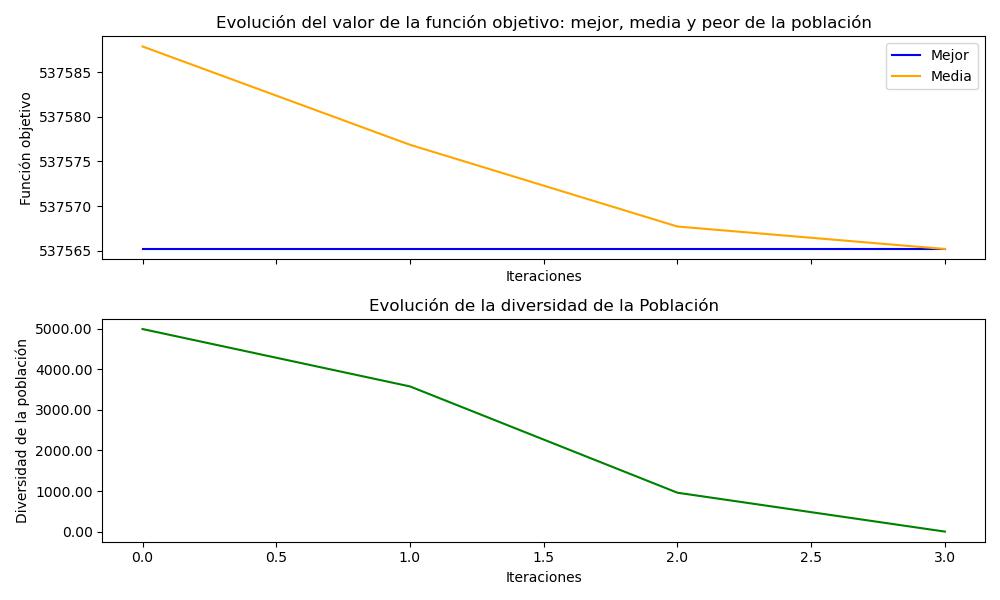 Evolución del valor de la función objetivo: mejor, media y peor de la población
Función objetivo
537585
537580
537575
537570
537565
Mejor
Media
Iteraciones
Evolución de la diversidad de la Población
Diversidad de la población
5000.00
4000.00
3000.00
2000.00
1000.00
0.00
0.0 0.5 1.0 1.5 2.0 2.5 3.0
Iteraciones